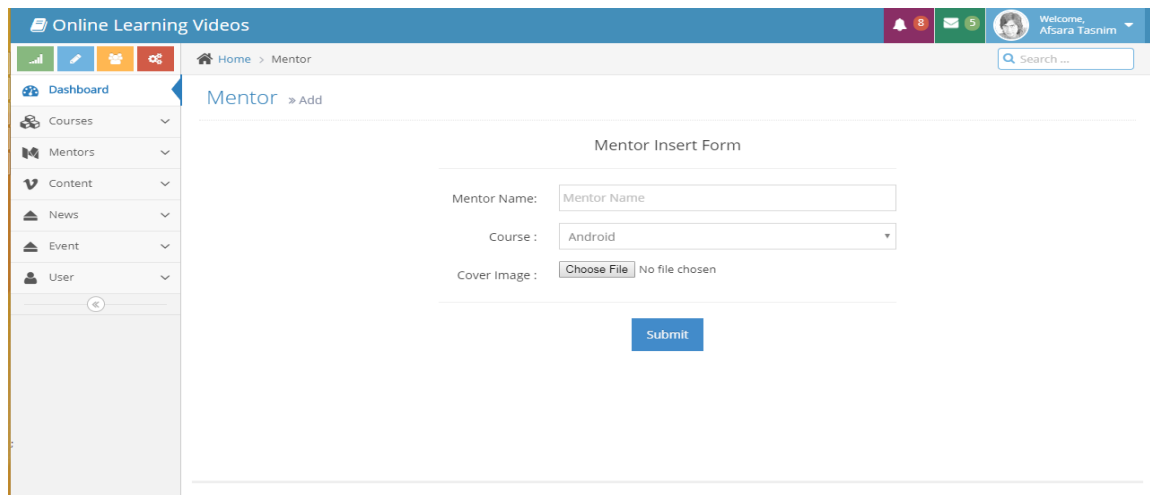 Online Learning Videos
8
5
Welcome,
Afsara Tasnim
Home > Mentor
Search ...
Dashboard
Courses
Mentors
Content
News
Event
User
Mentor » Add
Mentor Insert Form
Mentor Name: Mentor Name
Course : Android
Cover Image : Choose File No file chosen
Submit